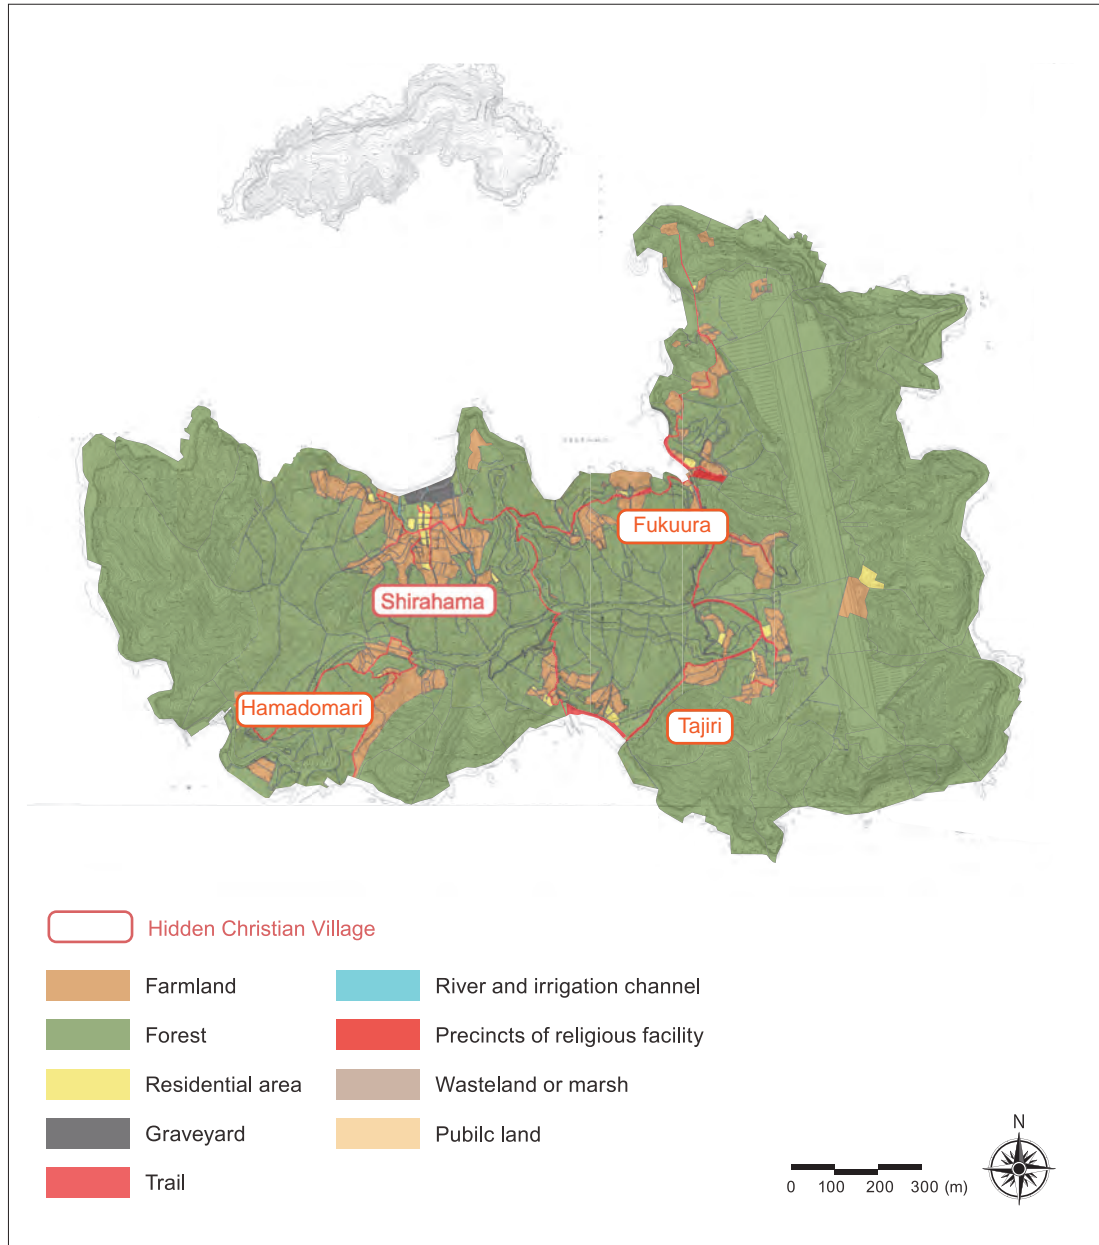 Fukuura
Shirahama
Hamadomari
Tajiri
Hidden Christian Village
Farmland
River and irrigation channel
Forest
Precincts of religious facility
Residential area
Wasteland or marsh
Graveyard
Pubilc land
Trail
N
0 100 200 300 (m)